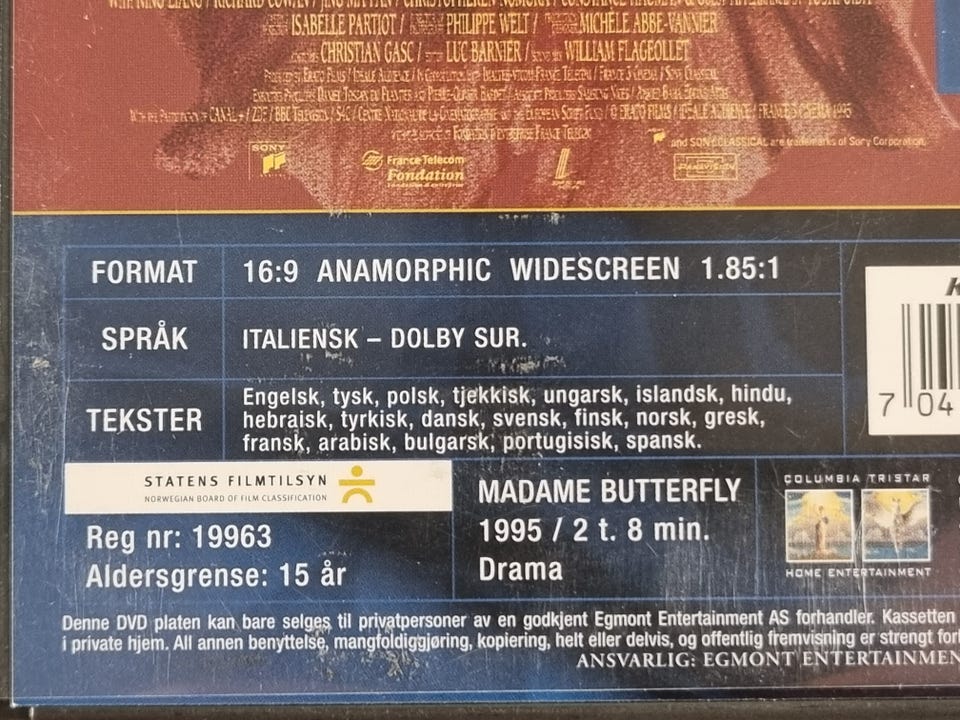 ISABELLE PARTIOT / PHILIPPE WELT / MICHELE ABBE-VANNIER
CHRISTIAN GASC / LUC BARNIER / WILLIAM FLAGEOLLET
and SONY CLASSICAL are trademarks of Sony Corporation.
SONY
France Telecom
Fondation
FORMAT 16:9 ANAMORPHIC WIDESCREEN 1.85:1
SPRÅK ITALIENSK – DOLBY SUR.
TEKSTER Engelsk, tysk, polsk, tjekkisk, ungarsk, islandsk, hindu,
hebraisk, tyrkisk, dansk, svensk, finsk, norsk, gresk,
fransk, arabisk, bulgarsk, portugisisk, spansk.
7 04
STATENS FILMTILSYN
NORWEGIAN BOARD OF FILM CLASSIFICATION
Reg nr: 19963
Aldersgrense: 15 år
MADAME BUTTERFLY
1995 / 2 t. 8 min.
Drama
COLUMBIA TRISTAR
HOME ENTERTAINMENT
Denne DVD platen kan bare selges til privatpersoner av en godkjent Egmont Entertainment AS forhandler. Kassetten
i private hjem. All annen benyttelse, mangfoldiggjøring, kopiering, helt eller delvis, og offentlig fremvisning er strengt
ANSVARLIG: EGMONT ENTERTAINMEN